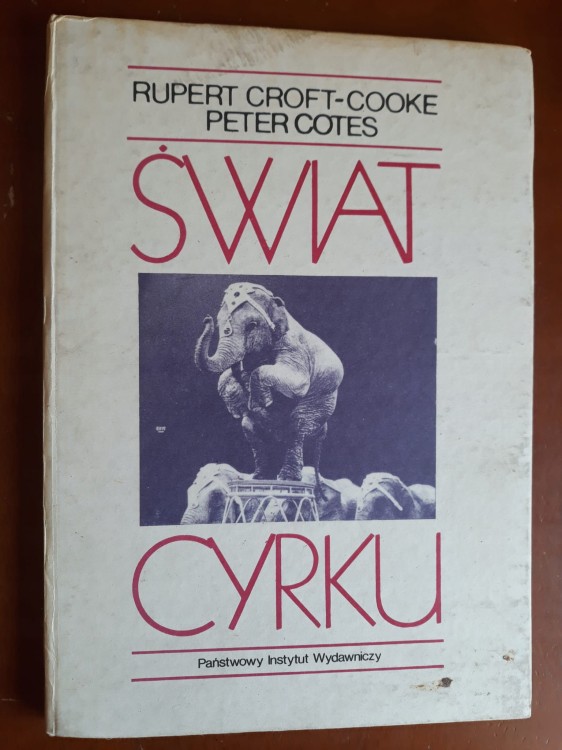 RUPERT CROFT-COOKE
PETER COTES
ŚWIAT
CYRKU
Państwowy Instytut Wydawniczy